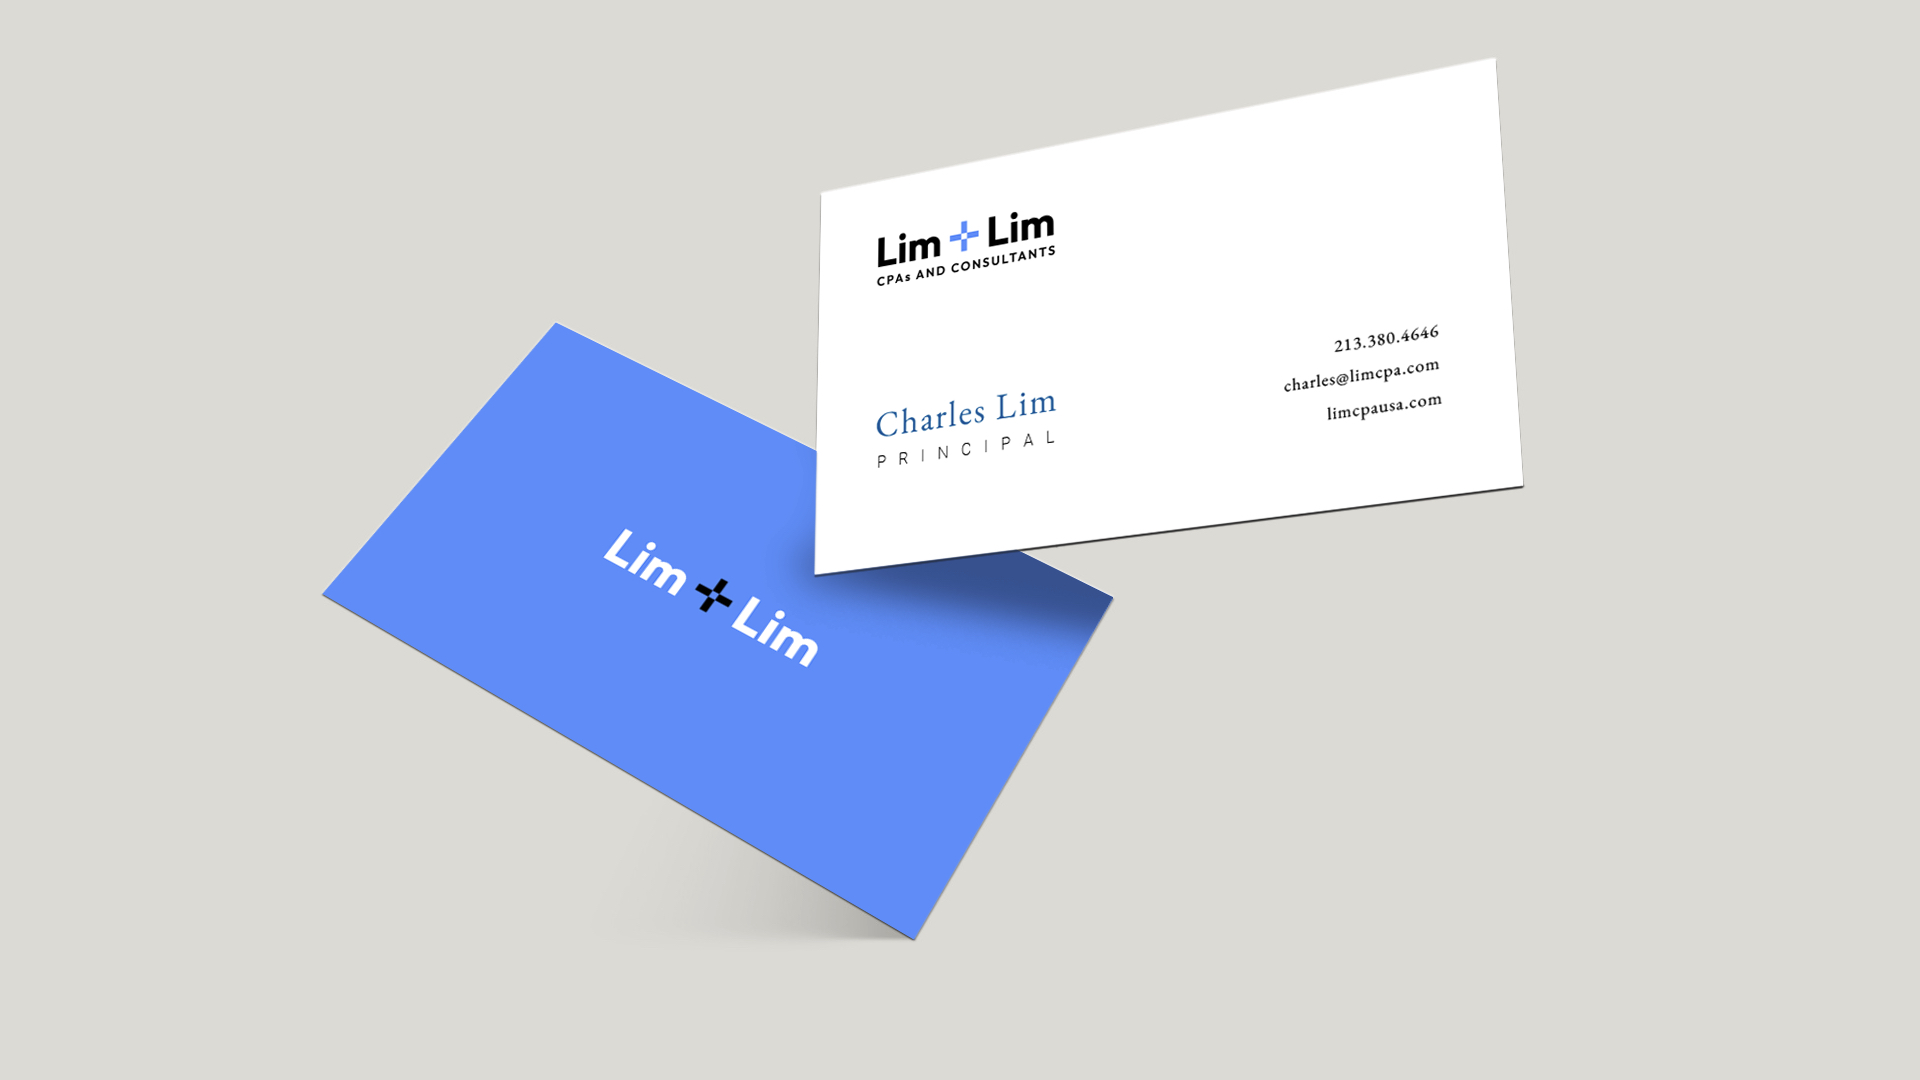 Lim + Lim
CPAs AND CONSULTANTS
Charles Lim
PRINCIPAL
213.380.4646
charles@limcpa.com
limcpausa.com
Lim + Lim